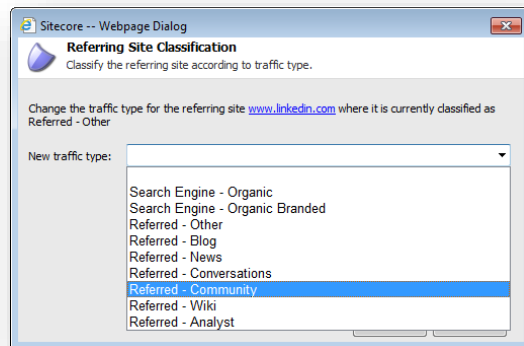 Sitecore -- Webpage Dialog
Referring Site Classification
Classify the referring site according to traffic type.
Change the traffic type for the referring site www.linkedin.com where it is currently classified as
Referred - Other
New traffic type:
Search Engine - Organic
Search Engine - Organic Branded
Referred - Other
Referred - Blog
Referred - News
Referred - Conversations
Referred - Community
Referred - Wiki
Referred - Analyst